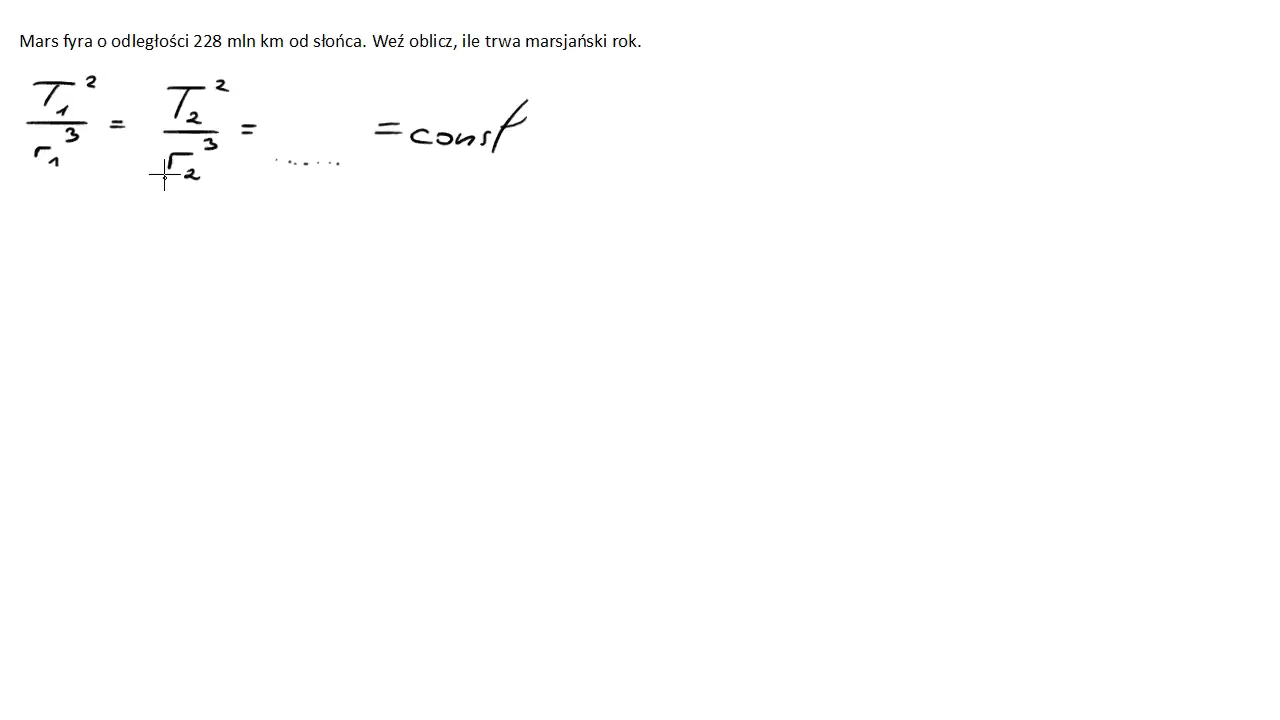 Mars fyra o odległości 228 mln km od słońca. Weź oblicz, ile trwa marsjański rok.
T₁²/r₁³ = T₂²/r₂³ = ...... = const